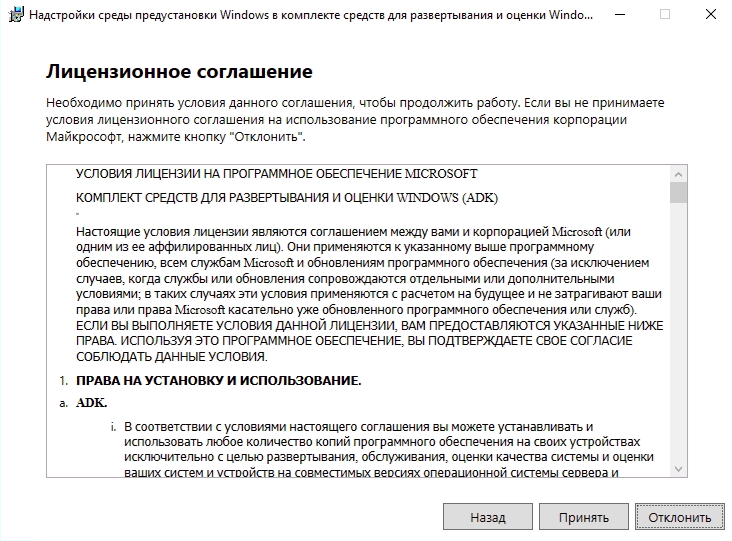 Надстройки среды предустановки Windows в комплекте средств для развертывания и оценки Windo...
Лицензионное соглашение
Необходимо принять условия данного соглашения, чтобы продолжить работу. Если вы не принимаете
условия лицензионного соглашения на использование программного обеспечения корпорации
Майкрософт, нажмите кнопку "Отклонить".
УСЛОВИЯ ЛИЦЕНЗИИ НА ПРОГРАММНОЕ ОБЕСПЕЧЕНИЕ MICROSOFT
КОМПЛЕКТ СРЕДСТВ ДЛЯ РАЗВЕРТЫВАНИЯ И ОЦЕНКИ WINDOWS (ADK)
Настоящие условия лицензии являются соглашением между вами и корпорацией Microsoft (или
одним из ее аффилированных лиц). Они применяются к указанному выше программному
обеспечению, всем службам Microsoft и обновлениям программного обеспечения (за исключением
случаев, когда службы или обновления сопровождаются отдельными или дополнительными
условиями; в таких случаях эти условия применяются с расчетом на будущее и не затрагивают ваши
права или права Microsoft касательно уже обновленного программного обеспечения или служб).
ЕСЛИ ВЫ ВЫПОЛНЯЕТЕ УСЛОВИЯ ДАННОЙ ЛИЦЕНЗИИ, ВАМ ПРЕДОСТАВЛЯЮТСЯ УКАЗАННЫЕ НИЖЕ
ПРАВА. ИСПОЛЬЗУЯ ЭТО ПРОГРАММНОЕ ОБЕСПЕЧЕНИЕ, ВЫ ПОДТВЕРЖДАЕТЕ СВОЕ СОГЛАСИЕ
СОБЛЮДАТЬ ДАННЫЕ УСЛОВИЯ.
1. ПРАВА НА УСТАНОВКУ И ИСПОЛЬЗОВАНИЕ.
a. ADK.
i. В соответствии с условиями настоящего соглашения вы можете устанавливать и
использовать любое количество копий программного обеспечения на своих устройствах
исключительно с целью развертывания, обслуживания, оценки качества системы и оценки
ваших систем и устройств на совместимых версиях операционной системы сервера и
Назад
Принять
Отклонить